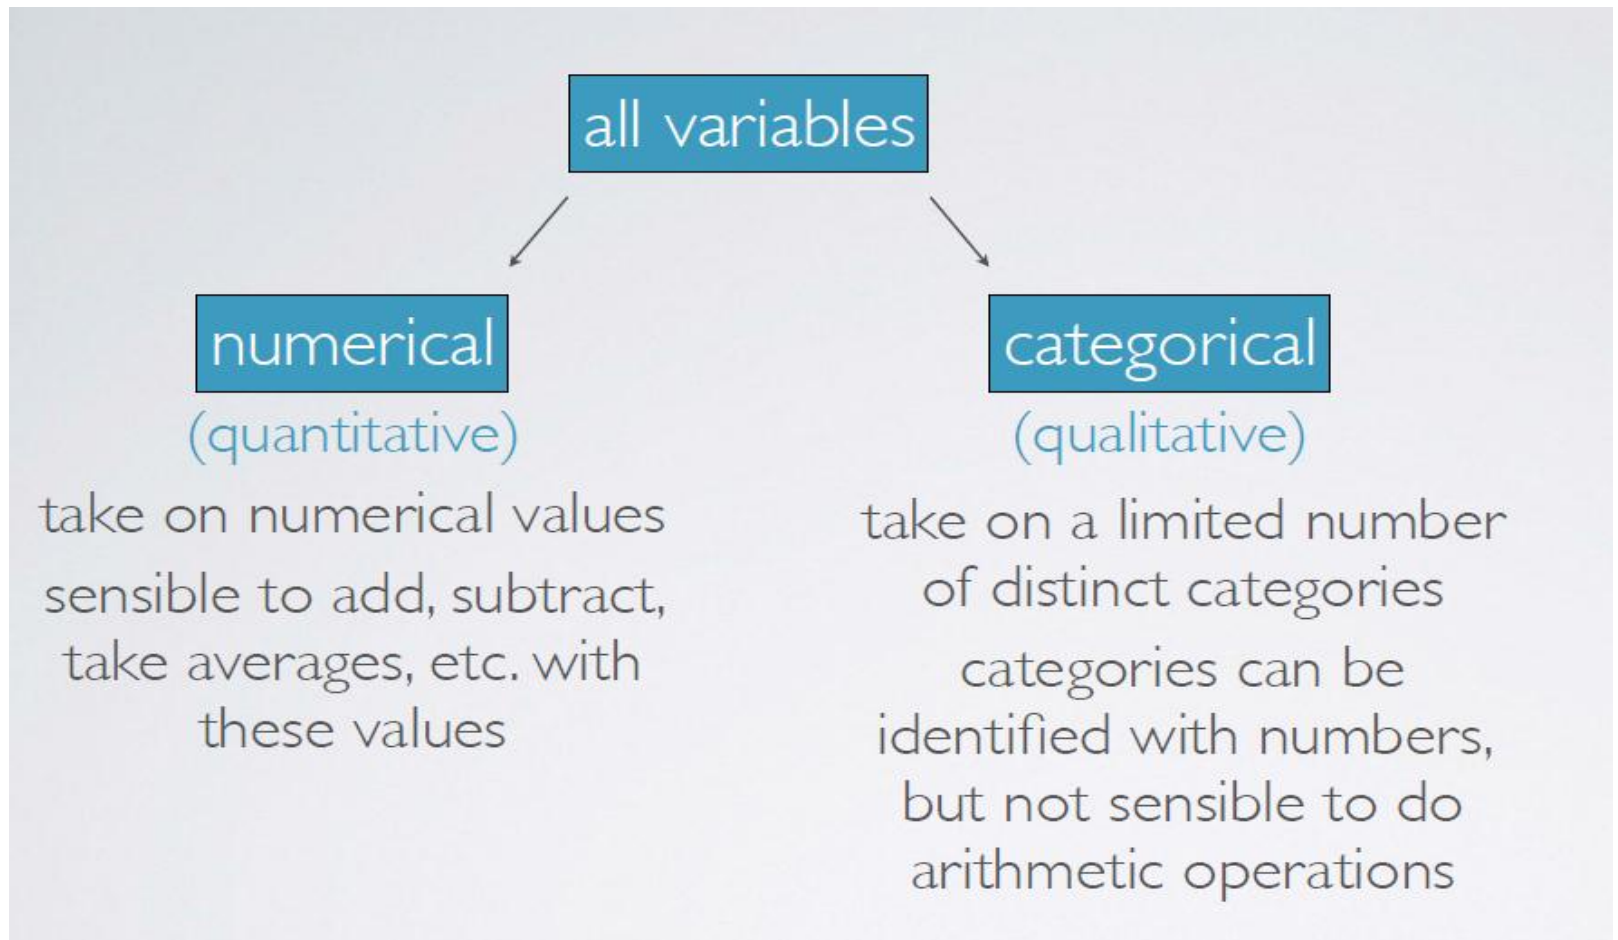 all variables
numerical
(quantitative)
take on numerical values
sensible to add, subtract,
take averages, etc. with
these values
categorical
(qualitative)
take on a limited number
of distinct categories
categories can be
identified with numbers,
but not sensible to do
arithmetic operations